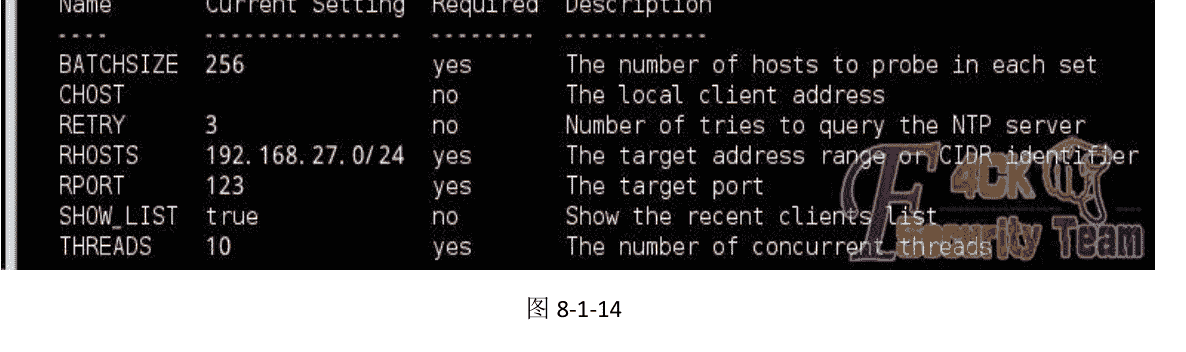 Name Current Setting Required Description
---- --------------- -------- -----------
BATCHSIZE 256 yes The number of hosts to probe in each set
CHOST no The local client address
RETRY 3 no Number of tries to query the NTP server
RHOSTS 192.168.27.0/24 yes The target address range or CIDR identifier
RPORT 123 yes The target port
SHOW_LIST true no Show the recent clients list
THREADS 10 yes The number of concurrent threads
F4CK
Security Team
图 8-1-14